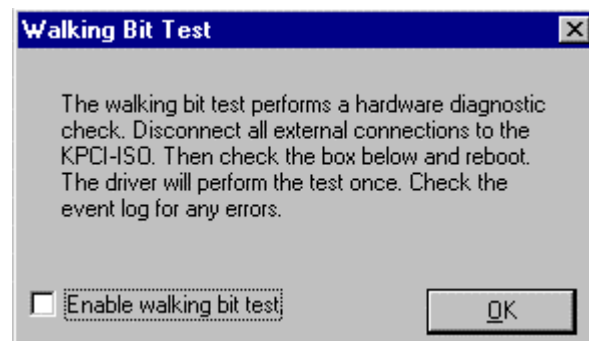 Walking Bit Test
The walking bit test performs a hardware diagnostic
check. Disconnect all external connections to the
KPCI-ISO. Then check the box below and reboot.
The driver will perform the test once. Check the
event log for any errors.
Enable walking bit test
OK